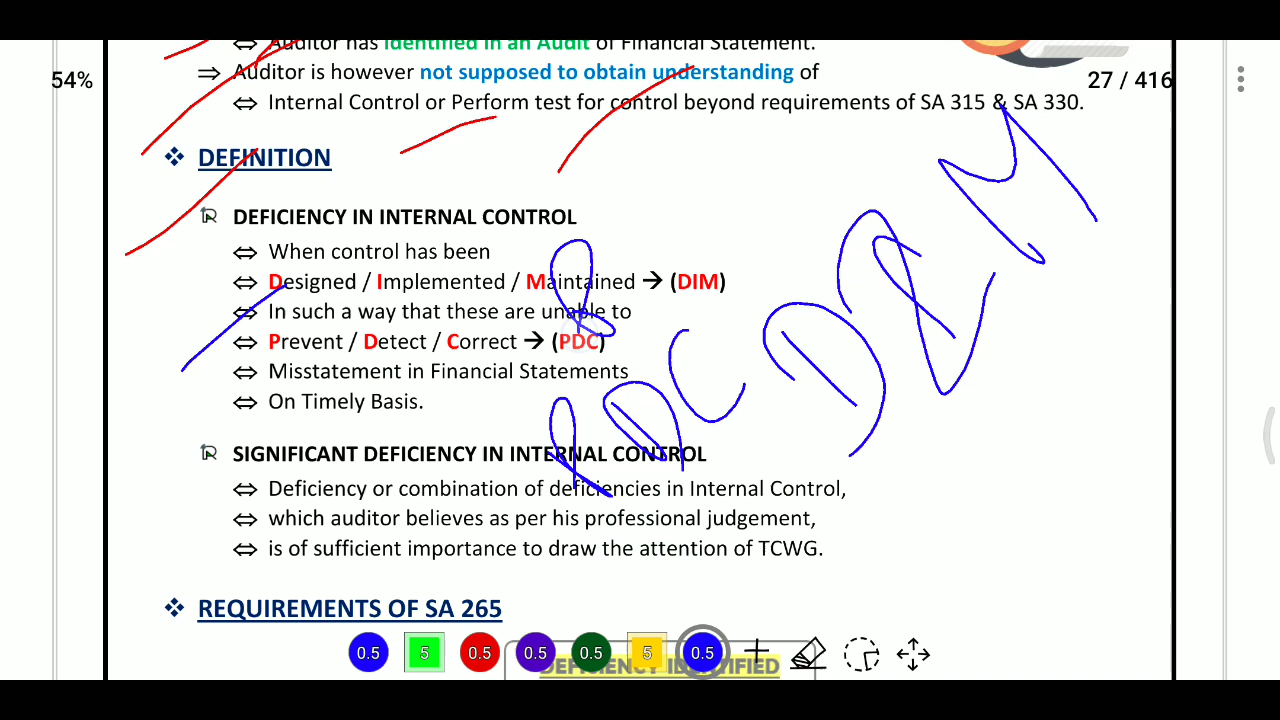 ⇔ Auditor has Identified in an Audit of Financial Statement.
54%
⇒ Auditor is however not supposed to obtain understanding of
27 / 416
⇔ Internal Control or Perform test for control beyond requirements of SA 315 & SA 330.
❖ DEFINITION
DEFICIENCY IN INTERNAL CONTROL
⇔ When control has been
⇔ Designed / Implemented / Maintained → (DIM)
⇔ In such a way that these are unable to
⇔ Prevent / Detect / Correct → (PDC)
⇔ Misstatement in Financial Statements
⇔ On Timely Basis.
PDC
SIGNIFICANT DEFICIENCY IN INTERNAL CONTROL
⇔ Deficiency or combination of deficiencies in Internal Control,
⇔ which auditor believes as per his professional judgement,
⇔ is of sufficient importance to draw the attention of TCWG.
❖ REQUIREMENTS OF SA 265
0.5 5 0.5 0.5 0.5 5 0.5
DEFICIENCY IDENTIFIED